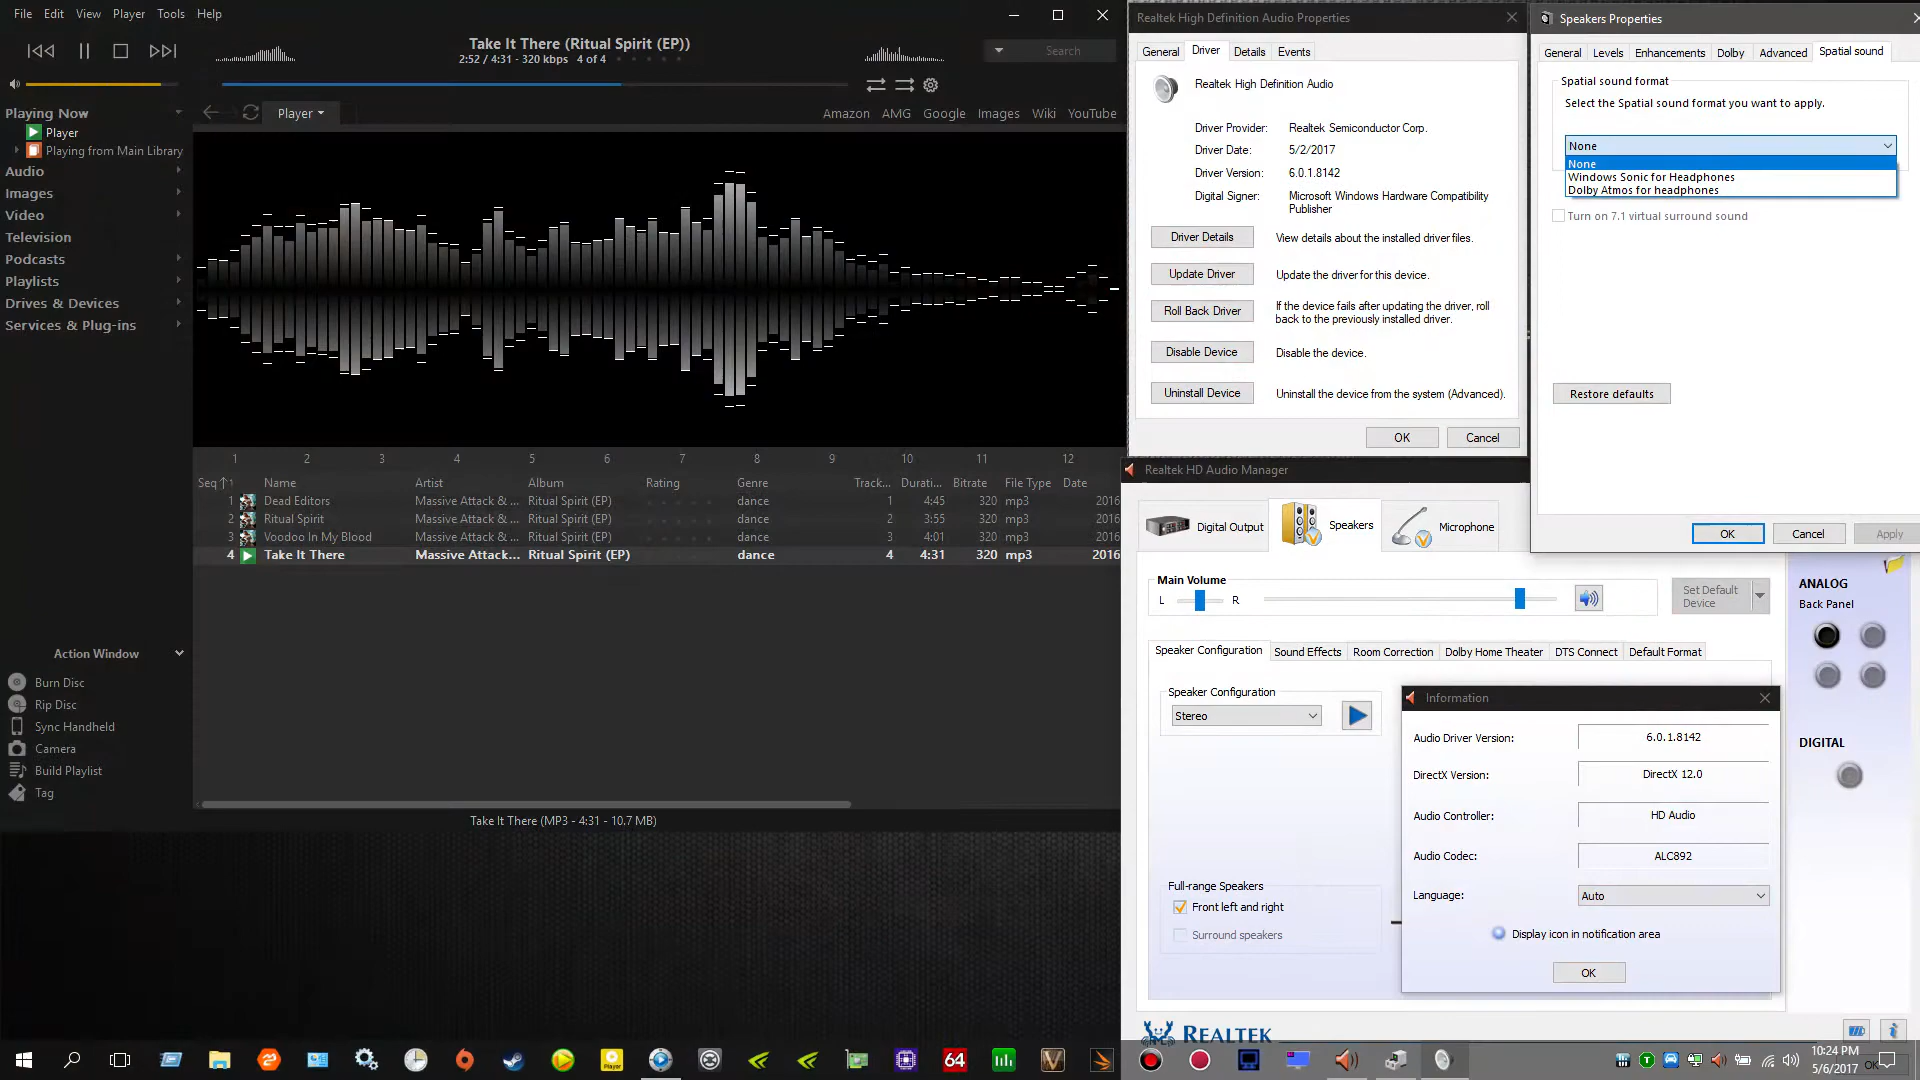 File Edit View Player Tools Help
Take It There (Ritual Spirit (EP))
2:52 / 4:31 - 320 kbps 4 of 4
Search
Playing Now
Player
Playing from Main Library
Audio
Images
Video
Television
Podcasts
Playlists
Drives & Devices
Services & Plug-ins
Player
Amazon AMG Google Images Wiki YouTube
1 2 3 4 5 6 7 8 9 10 11 12
Seq Name Artist Album Rating Genre Track... Durati... Bitrate File Type Date
1 Dead Editors Massive Attack & ... Ritual Spirit (EP) dance 1 4:45 320 mp3 2016
2 Ritual Spirit Massive Attack & ... Ritual Spirit (EP) dance 2 3:55 320 mp3 2016
3 Voodoo In My Blood Massive Attack & ... Ritual Spirit (EP) dance 3 4:01 320 mp3 2016
4 Take It There Massive Attack... Ritual Spirit (EP) dance 4 4:31 320 mp3 2016
Action Window
Burn Disc
Rip Disc
Sync Handheld
Camera
Build Playlist
Tag
Take It There (MP3 - 4:31 - 10.7 MB)
Realtek High Definition Audio Properties
General Driver Details Events
Realtek High Definition Audio
Driver Provider: Realtek Semiconductor Corp.
Driver Date: 5/2/2017
Driver Version: 6.0.1.8142
Digital Signer: Microsoft Windows Hardware Compatibility
Publisher
Driver Details View details about the installed driver files.
Update Driver Update the driver for this device.
Roll Back Driver If the device fails after updating the driver, roll
back to the previously installed driver.
Disable Device Disable the device.
Uninstall Device Uninstall the device from the system (Advanced).
OK Cancel
Speakers Properties
General Levels Enhancements Dolby Advanced Spatial sound
Spatial sound format
Select the Spatial sound format you want to apply.
None
None
Windows Sonic for Headphones
Dolby Atmos for headphones
Turn on 7.1 virtual surround sound
Restore defaults
OK Cancel Apply
Realtek HD Audio Manager
Digital Output Speakers Microphone
Main Volume
L R
Set Default
Device
Speaker Configuration Sound Effects Room Correction Dolby Home Theater DTS Connect Default Format
Speaker Configuration
Stereo
Full-range Speakers
Front left and right
Surround speakers
Information
Audio Driver Version: 6.0.1.8142
DirectX Version: DirectX 12.0
Audio Controller: HD Audio
Audio Codec: ALC892
Language: Auto
Display icon in notification area
OK
ANALOG
Back Panel
DIGITAL
REALTEK
64
10:24 PM
5/6/2017
OK